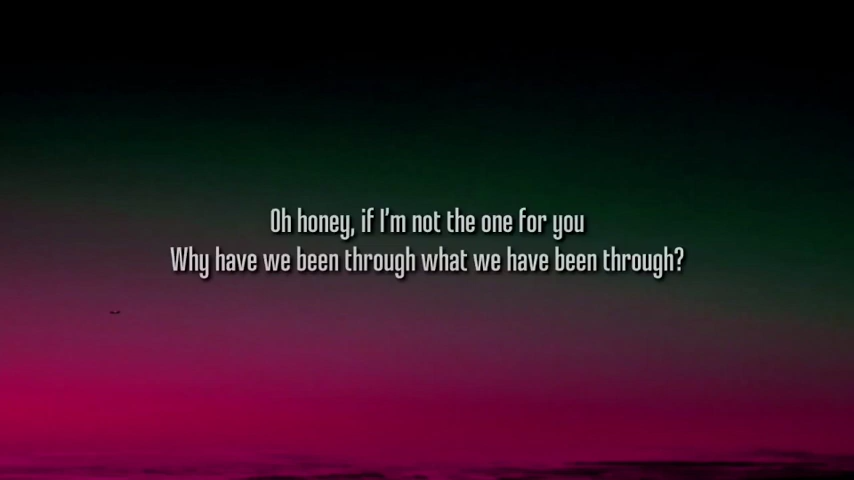 Oh honey, if I'm not the one for you
Why have we been through what we have been through?